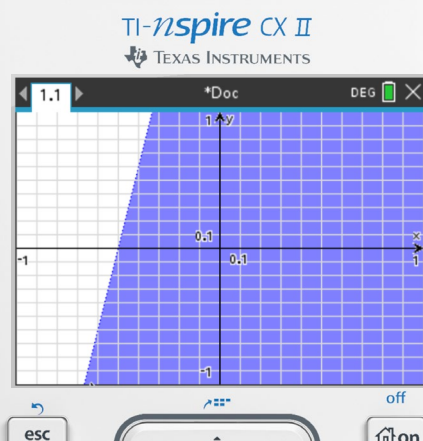 TI-nspire CX II
TEXAS INSTRUMENTS
1.1 *Doc DEG
1 y
0.1 x
-1 0.1 1
-1
off
esc on